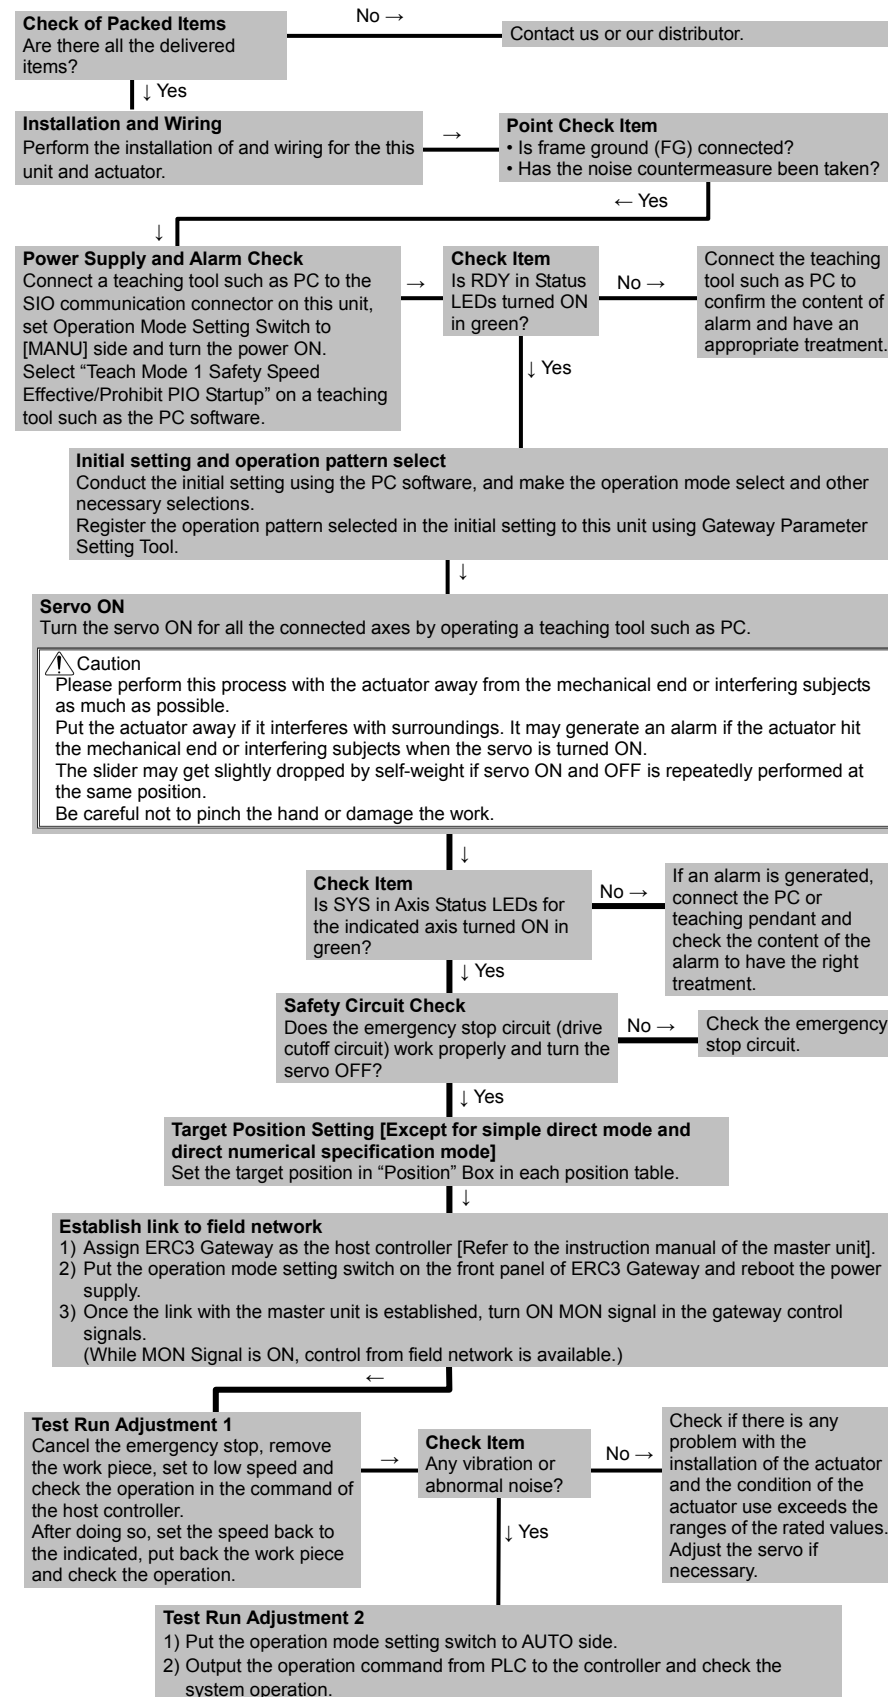 Check of Packed Items
Are there all the delivered
items?
No →
Contact us or our distributor.
↓ Yes
Installation and Wiring
Perform the installation of and wiring for the this
unit and actuator.
→
Point Check Item
• Is frame ground (FG) connected?
• Has the noise countermeasure been taken?
← Yes
↓
Power Supply and Alarm Check
Connect a teaching tool such as PC to the
SIO communication connector on this unit,
set Operation Mode Setting Switch to
[MANU] side and turn the power ON.
Select “Teach Mode 1 Safety Speed
Effective/Prohibit PIO Startup” on a teaching
tool such as the PC software.
→
Check Item
Is RDY in Status
LEDs turned ON
in green?
No →
Connect the teaching
tool such as PC to
confirm the content of
alarm and have an
appropriate treatment.
↓ Yes
Initial setting and operation pattern select
Conduct the initial setting using the PC software, and make the operation mode select and other
necessary selections.
Register the operation pattern selected in the initial setting to this unit using Gateway Parameter
Setting Tool.
↓
Servo ON
Turn the servo ON for all the connected axes by operating a teaching tool such as PC.
Caution
Please perform this process with the actuator away from the mechanical end or interfering subjects
as much as possible.
Put the actuator away if it interferes with surroundings. It may generate an alarm if the actuator hit
the mechanical end or interfering subjects when the servo is turned ON.
The slider may get slightly dropped by self-weight if servo ON and OFF is repeatedly performed at
the same position.
Be careful not to pinch the hand or damage the work.
↓
Check Item
Is SYS in Axis Status LEDs for
the indicated axis turned ON in
green?
No →
If an alarm is generated,
connect the PC or
teaching pendant and
check the content of the
alarm to have the right
treatment.
↓ Yes
Safety Circuit Check
Does the emergency stop circuit (drive
cutoff circuit) work properly and turn the
servo OFF?
No →
Check the emergency
stop circuit.
↓ Yes
Target Position Setting [Except for simple direct mode and
direct numerical specification mode]
Set the target position in “Position” Box in each position table.
↓
Establish link to field network
1) Assign ERC3 Gateway as the host controller [Refer to the instruction manual of the master unit].
2) Put the operation mode setting switch on the front panel of ERC3 Gateway and reboot the power
supply.
3) Once the link with the master unit is established, turn ON MON signal in the gateway control
signals.
(While MON Signal is ON, control from field network is available.)
←
Test Run Adjustment 1
Cancel the emergency stop, remove
the work piece, set to low speed and
check the operation in the command of
the host controller.
After doing so, set the speed back to
the indicated, put back the work piece
and check the operation.
→
Check Item
Any vibration or
abnormal noise?
No →
Check if there is any
problem with the
installation of the actuator
and the condition of the
actuator use exceeds the
ranges of the rated values.
Adjust the servo if
necessary.
↓ Yes
Test Run Adjustment 2
1) Put the operation mode setting switch to AUTO side.
2) Output the operation command from PLC to the controller and check the
system operation.